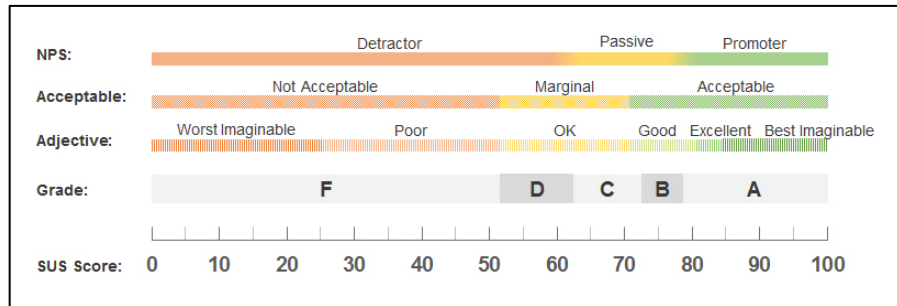 NPS: Detractor Passive Promoter
Acceptable: Not Acceptable Marginal Acceptable
Adjective: Worst Imaginable Poor OK Good Excellent Best Imaginable
Grade: F D C B A
SUS Score: 0 10 20 30 40 50 60 70 80 90 100